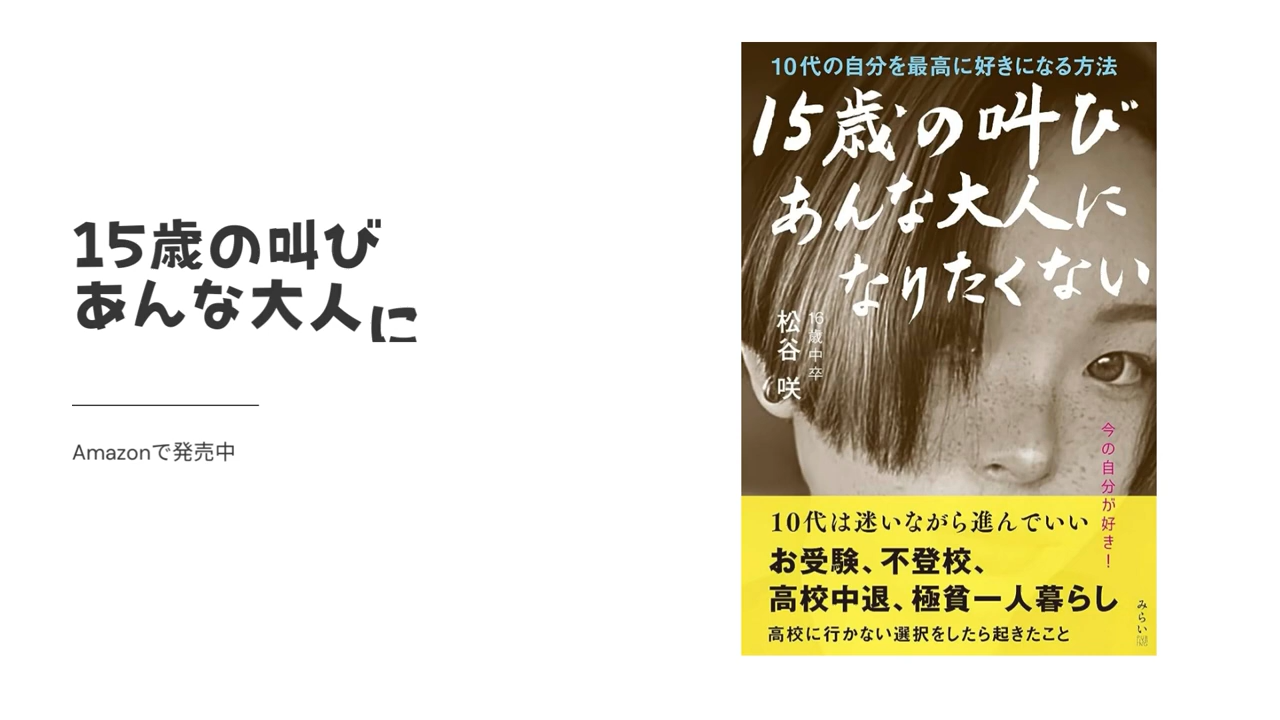 15歳の叫び
あんな大人に
Amazonで発売中
10代の自分を最高に好きになる方法
15歳の叫び
あんな大人に
なりたくない
16歳中卒
松谷 咲
今の自分が好き！
10代は迷いながら進んでいい
お受験、不登校、
高校中退、極貧一人暮らし
高校に行かない選択をしたら起きたこと
みらい